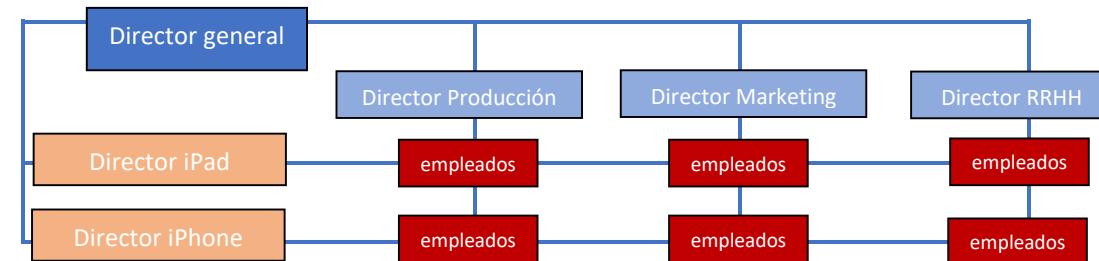 Director general
Director Producción
Director Marketing
Director RRHH
Director iPad
empleados
empleados
empleados
Director iPhone
empleados
empleados
empleados